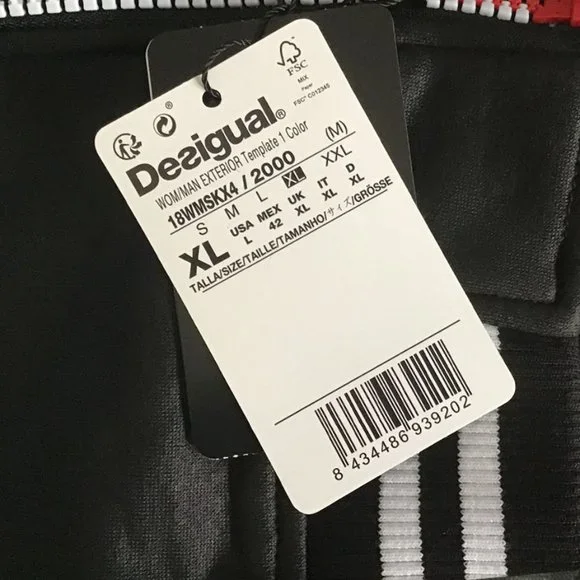 FSC
MIX
Paper
FSC® C012345
®
Desigual®
WOM/MAN EXTERIOR Template 1 Color
18WMSKX4 / 2000 (M)
S M L XL XXL
XL
USA MEX UK IT D
L 42 XL XL XL
TALLA/SIZE/TAILLE/TAMANHO/サイズ/GRÖSSE
8 434486 939202